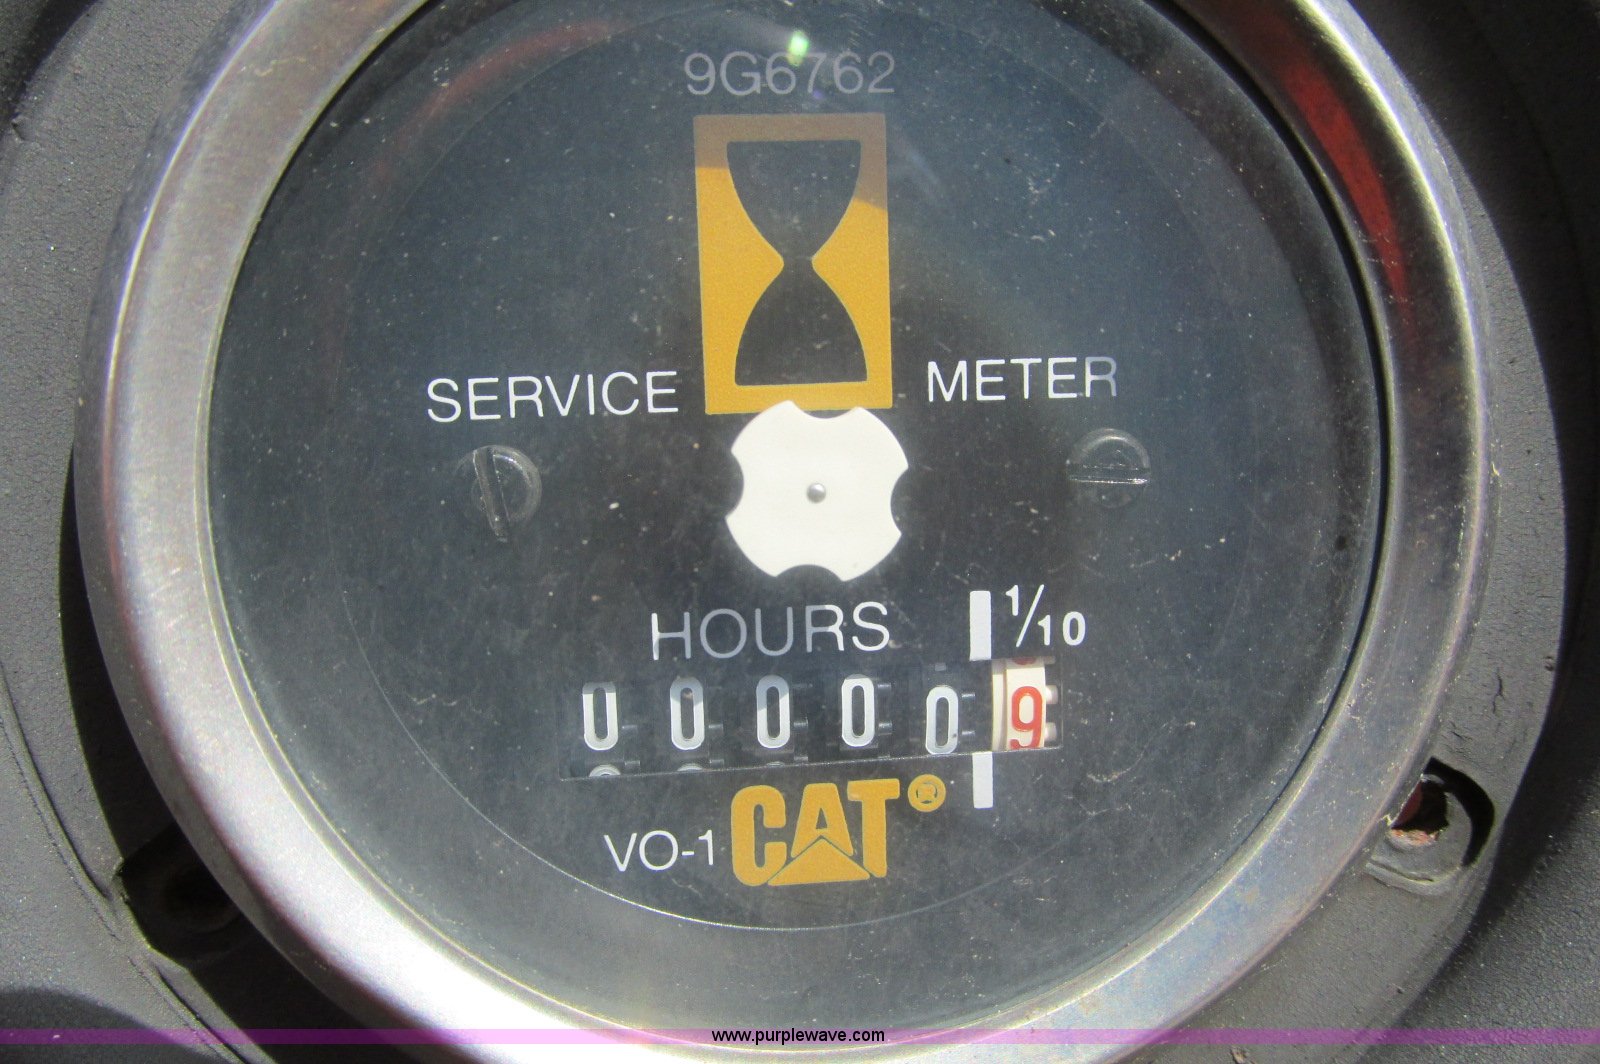 9G6762
SERVICE METER
HOURS 1/10
0 0 0 0 0 9
VO-1 CAT®
www.purplewave.com